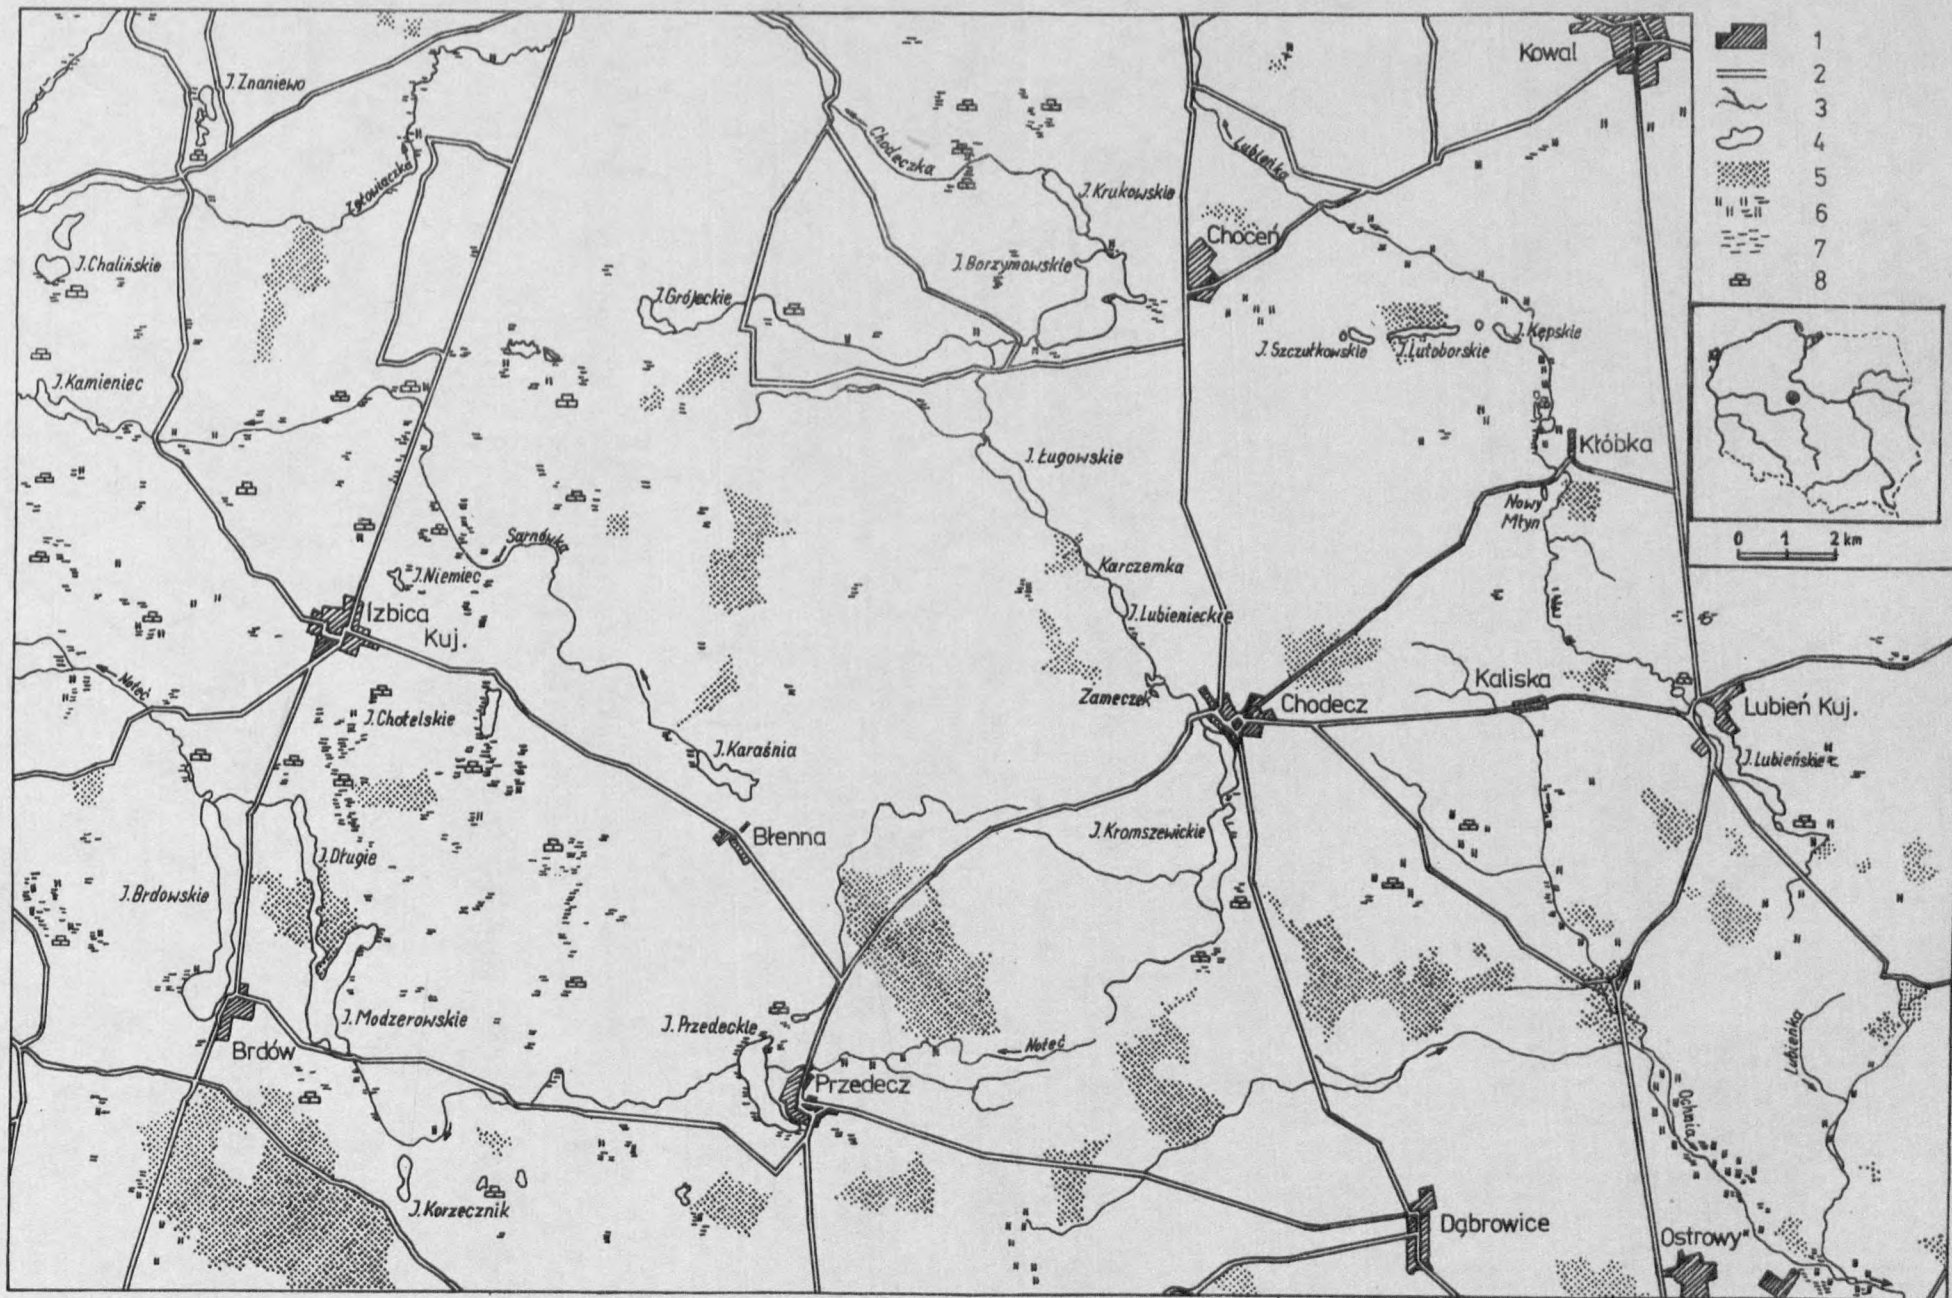 Kowal
1
2
3
4
5
6
7
8
J. Znaniewo
Chodeczka
Lubieńka
Zgłowiączka
J. Krukowskie
Choceń
J. Chalińskie
J. Borzymowskie
J. Grójeckie
J. Szczutkowskie
J. Lutoborskie
J. Kępskie
J. Kamieniec
Kłóbka
J. Ługowskie
Nowy
Młyn
0 1 2 km
Sarnówka
Karczemka
J. Niemiec
Izbica
Kuj.
J. Lubienieckie
Noteć
Zameczek
Chodecz
Kaliska
Lubień Kuj.
J. Chotelskie
J. Karaśnia
J. Lubieńskie
Błenna
J. Kromszewickie
J. Długie
J. Brdowskie
J. Modzerowskie
J. Przedeckie
Brdów
Noteć
Lubieńka
Przedecz
Ochnia
J. Korzecznik
Dąbrowice
Ostrowy